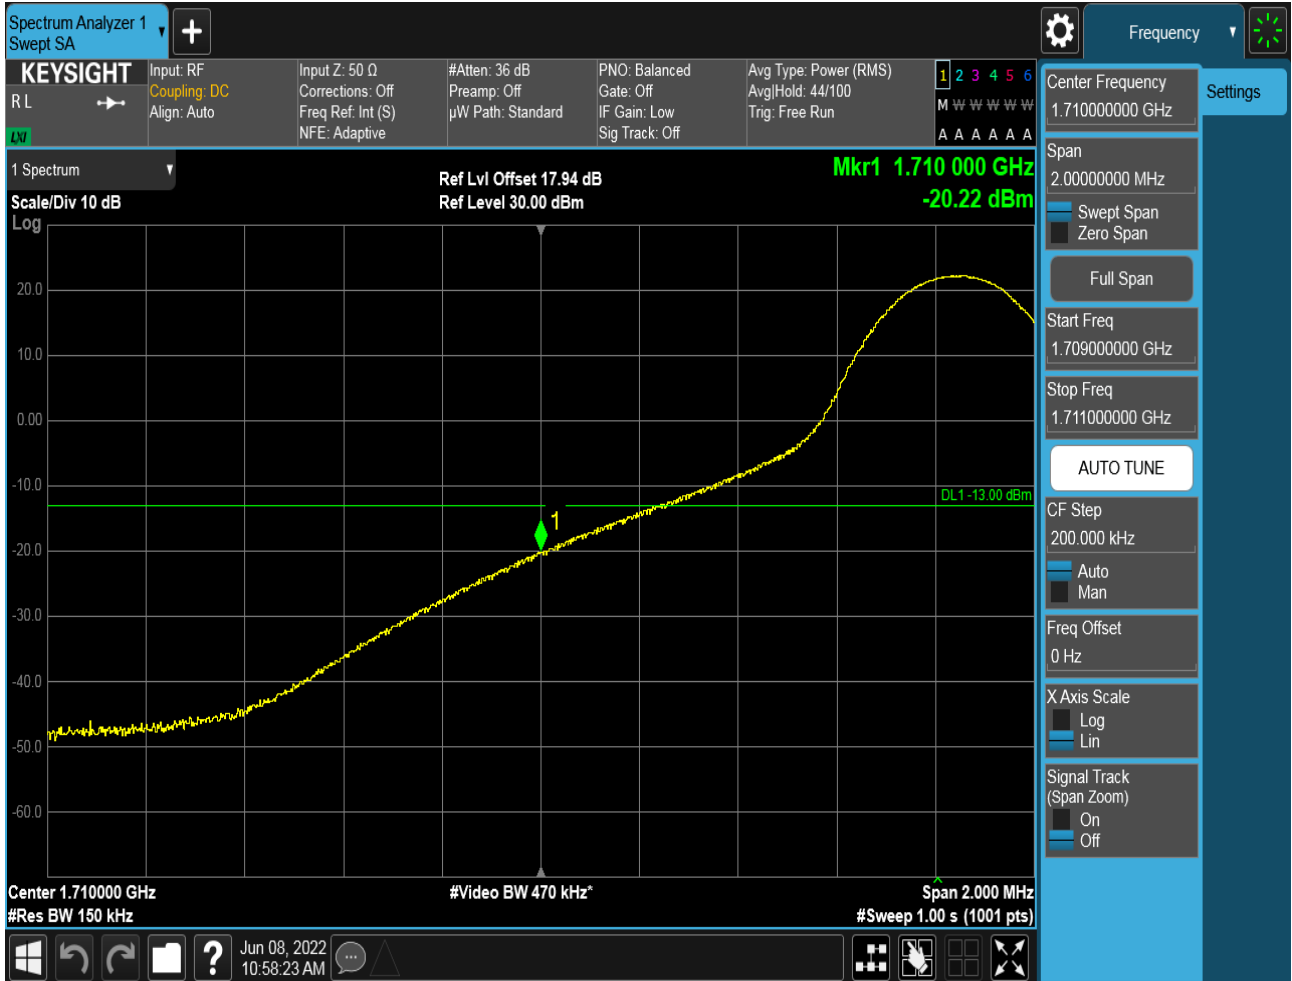 Spectrum Analyzer 1
Swept SA
Frequency
KEYSIGHT
R L
LXI
Input: RF
Coupling: DC
Align: Auto
Input Z: 50 Ω
Corrections: Off
Freq Ref: Int (S)
NFE: Adaptive
#Atten: 36 dB
Preamp: Off
µW Path: Standard
PNO: Balanced
Gate: Off
IF Gain: Low
Sig Track: Off
Avg Type: Power (RMS)
Avg|Hold: 44/100
Trig: Free Run
1 2 3 4 5 6
M W W W W W
A A A A A A
1 Spectrum
Scale/Div 10 dB
Log
Ref Lvl Offset 17.94 dB
Ref Level 30.00 dBm
Mkr1 1.710 000 GHz
-20.22 dBm
20.0
10.0
0.00
-10.0
DL1 -13.00 dBm
1
-20.0
-30.0
-40.0
-50.0
-60.0
Center 1.710000 GHz
#Video BW 470 kHz*
Span 2.000 MHz
#Res BW 150 kHz
#Sweep 1.00 s (1001 pts)
Jun 08, 2022
10:58:23 AM
Center Frequency
1.710000000 GHz
Settings
Span
2.00000000 MHz
Swept Span
Zero Span
Full Span
Start Freq
1.709000000 GHz
Stop Freq
1.711000000 GHz
AUTO TUNE
CF Step
200.000 kHz
Auto
Man
Freq Offset
0 Hz
X Axis Scale
Log
Lin
Signal Track
(Span Zoom)
On
Off